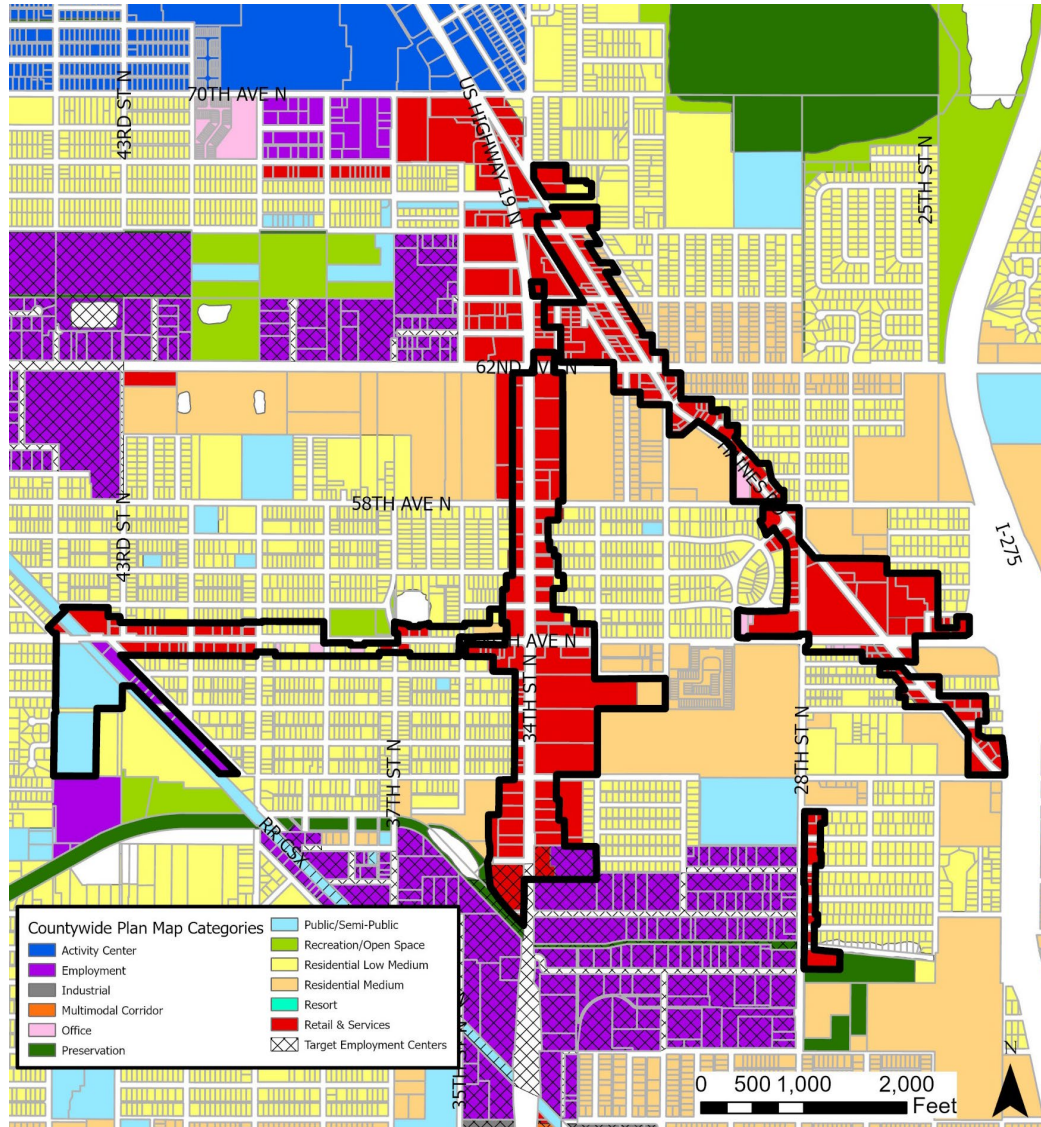 70TH AVE N
43RD ST N
US HIGHWAY 19 N
25TH ST N
62ND AVE N
HAINES
58TH AVE N
43RD ST N
I-275
AVE N
34TH ST N
37TH ST N
28TH ST N
RR CSX
35TH ST N
Countywide Plan Map Categories
Activity Center
Employment
Industrial
Multimodal Corridor
Office
Preservation
Public/Semi-Public
Recreation/Open Space
Residential Low Medium
Residential Medium
Resort
Retail & Services
Target Employment Centers
0 500 1,000 2,000
Feet
N